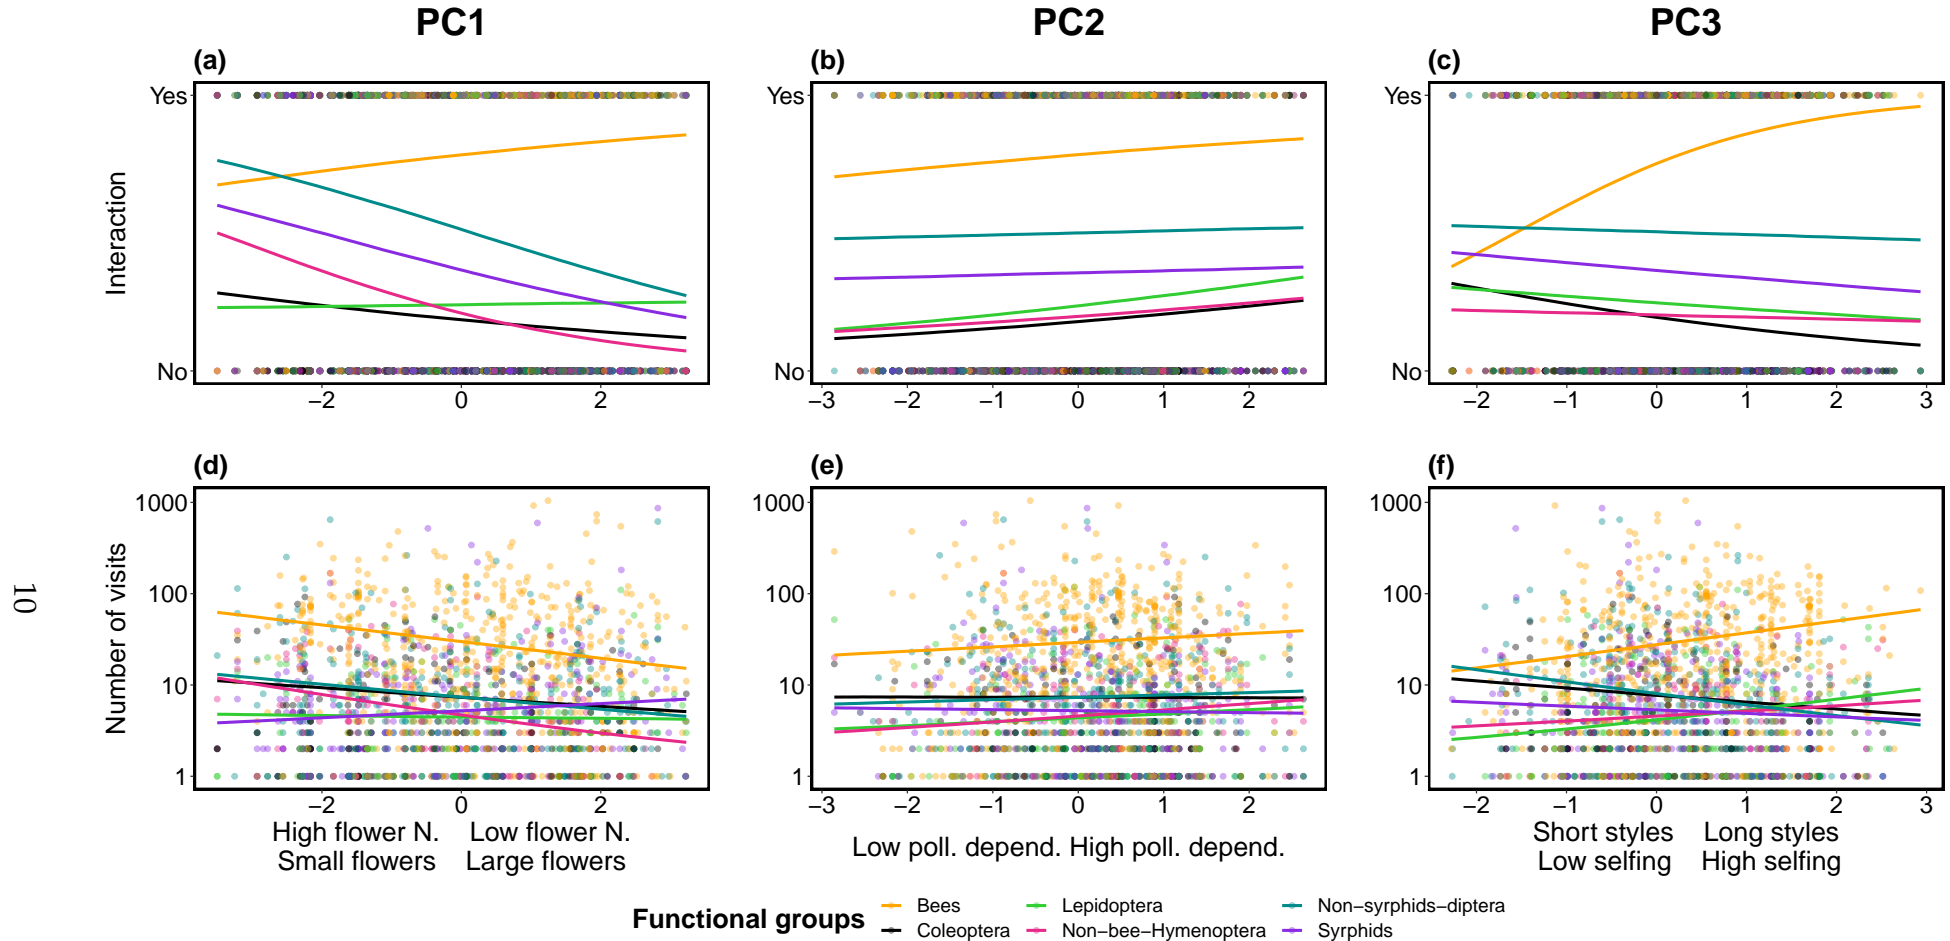 PC1 PC2 PC3
(a) (b) (c)
Yes Yes Yes
Interaction
No No No
−2 0 2 −3 −2 −1 0 1 2 −2 −1 0 1 2 3
(d) (e) (f)
1000 1000 1000
100 100 100
Number of visits
10 10 10
1 1 1
−2 0 2 −3 −2 −1 0 1 2 −2 −1 0 1 2 3
High flower N. Low flower N. Short styles Long styles
Low poll. depend. High poll. depend.
Small flowers Large flowers Low selfing High selfing
Functional groups
Bees Lepidoptera Non−syrphids−diptera
Coleoptera Non−bee−Hymenoptera Syrphids
10